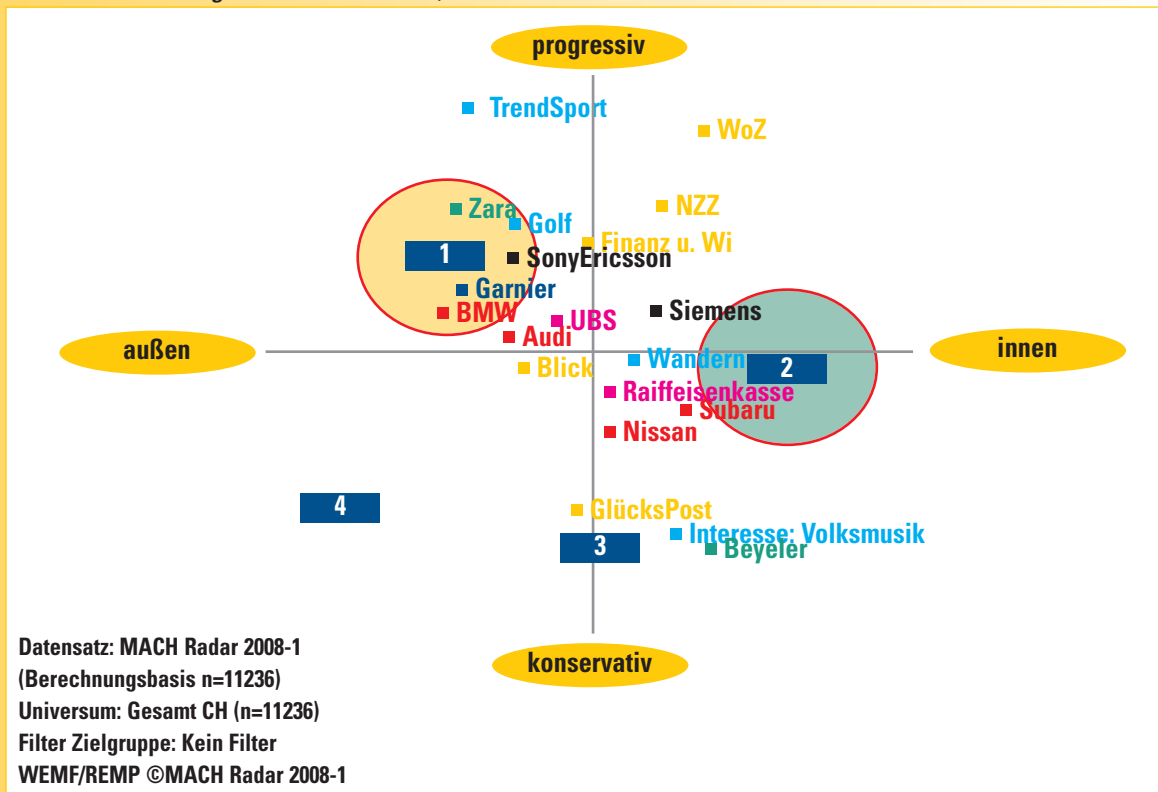 progressiv
TrendSport
WoZ
Zara
NZZ
Golf
Finanz u. Wi
1
SonyEricsson
Garnier
BMW
UBS
Siemens
Audi
außen
innen
Blick
Wandern
2
Raiffeisenkasse
Subaru
Nissan
4
GlücksPost
3
Interesse: Volksmusik
Beyeler
konservativ
Datensatz: MACH Radar 2008-1
(Berechnungsbasis n=11236)
Universum: Gesamt CH (n=11236)
Filter Zielgruppe: Kein Filter
WEMF/REMP ©MACH Radar 2008-1